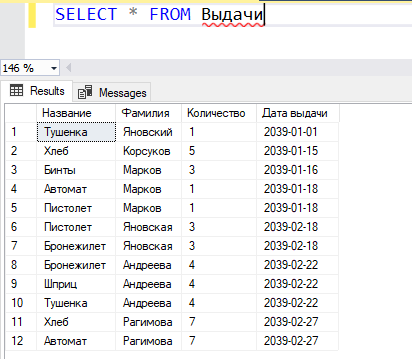 SELECT * FROM Выдачи
146 %
Results Messages
Название Фамилия Количество Дата выдачи
1 Тушенка Яновский 1 2039-01-01
2 Хлеб Корсуков 5 2039-01-15
3 Бинты Марков 3 2039-01-16
4 Автомат Марков 1 2039-01-18
5 Пистолет Марков 1 2039-01-18
6 Пистолет Яновская 3 2039-02-18
7 Бронежилет Яновская 3 2039-02-18
8 Бронежилет Андреева 4 2039-02-22
9 Шприц Андреева 4 2039-02-22
10 Тушенка Андреева 4 2039-02-22
11 Хлеб Рагимова 7 2039-02-27
12 Автомат Рагимова 7 2039-02-27